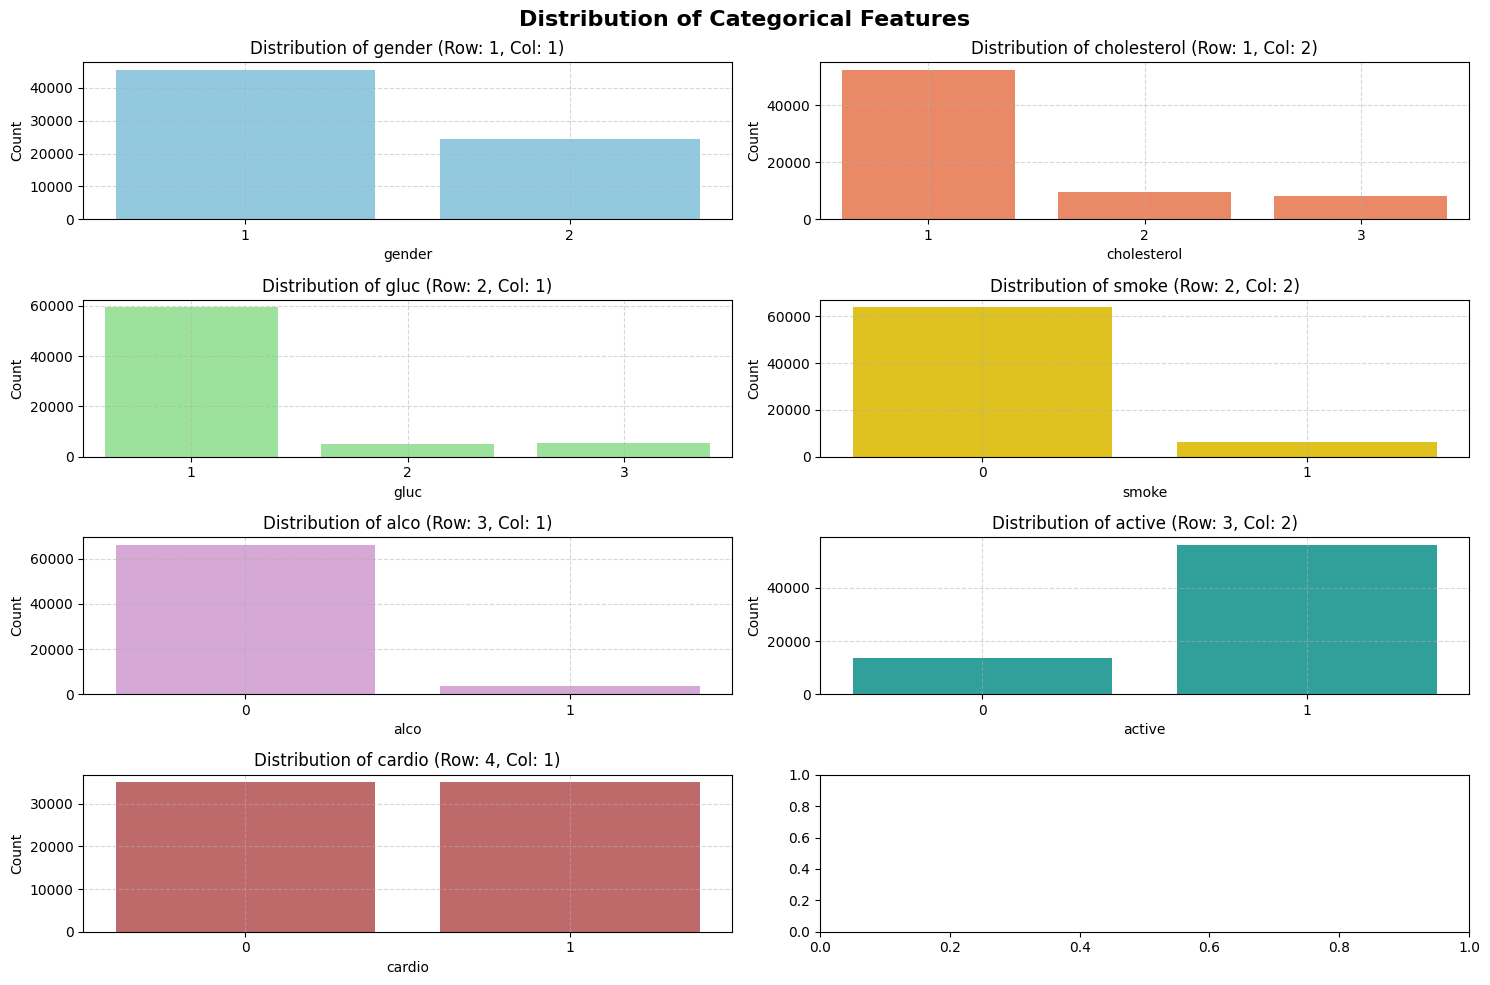 Distribution of Categorical Features
Distribution of gender (Row: 1, Col: 1)
Count
40000
30000
20000
10000
0
1 2
gender
Distribution of cholesterol (Row: 1, Col: 2)
Count
40000
20000
0
1 2 3
cholesterol
Distribution of gluc (Row: 2, Col: 1)
Count
60000
40000
20000
0
1 2 3
gluc
Distribution of smoke (Row: 2, Col: 2)
Count
60000
40000
20000
0
0 1
smoke
Distribution of alco (Row: 3, Col: 1)
Count
60000
40000
20000
0
0 1
alco
Distribution of active (Row: 3, Col: 2)
Count
40000
20000
0
0 1
active
Distribution of cardio (Row: 4, Col: 1)
Count
30000
20000
10000
0
0 1
cardio
1.0
0.8
0.6
0.4
0.2
0.0
0.0 0.2 0.4 0.6 0.8 1.0